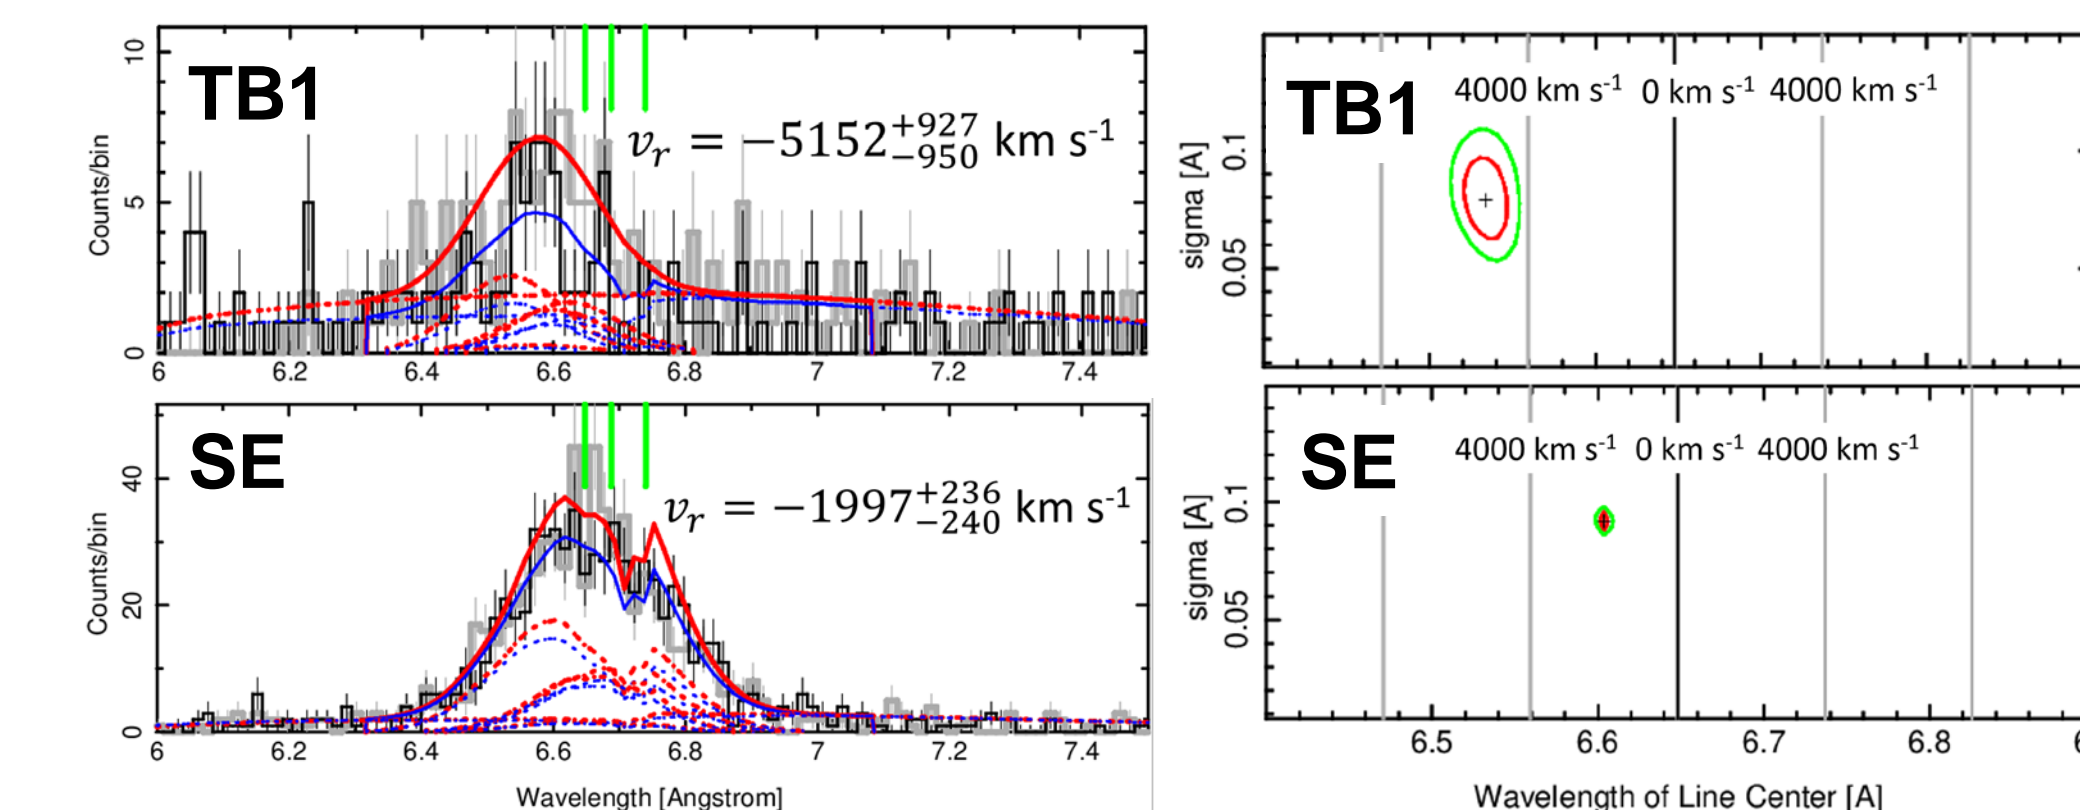 TB1
v_r = −5152^{+927}_{−950} km s⁻¹
Counts/bin
10
5
0
6 6.2 6.4 6.6 6.8 7 7.2 7.4
SE
v_r = −1997^{+236}_{−240} km s⁻¹
Counts/bin
40
20
0
6 6.2 6.4 6.6 6.8 7 7.2 7.4
Wavelength [Angstrom]
TB1
4000 km s⁻¹ 0 km s⁻¹ 4000 km s⁻¹
sigma [A]
0.1
0.05
SE
4000 km s⁻¹ 0 km s⁻¹ 4000 km s⁻¹
sigma [A]
0.1
0.05
6.5 6.6 6.7 6.8
Wavelength of Line Center [A]